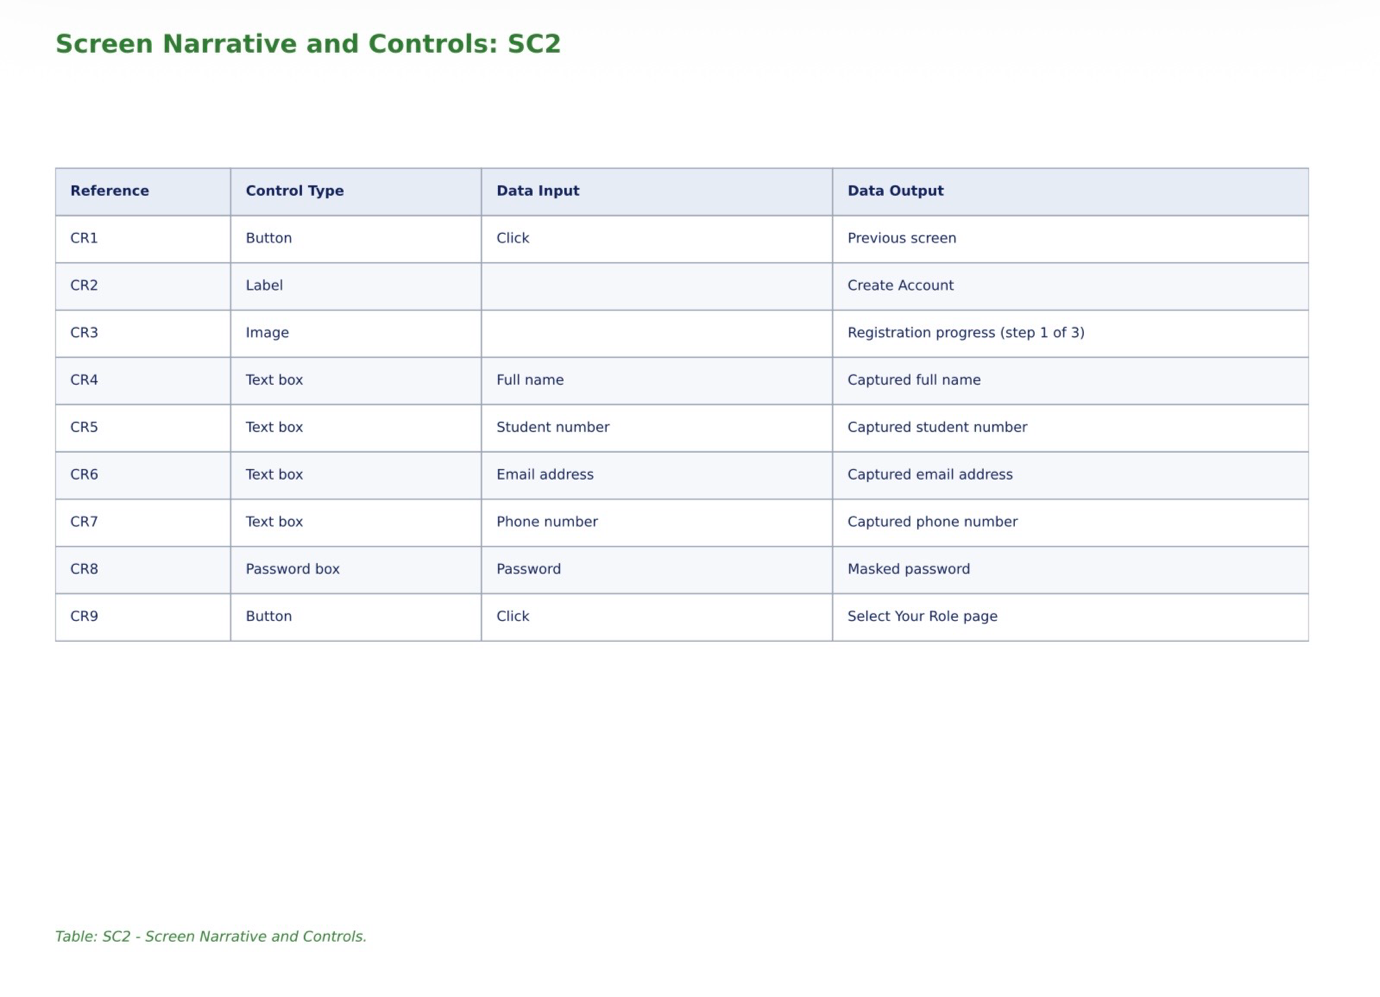 Screen Narrative and Controls: SC2
Reference Control Type Data Input Data Output
CR1 Button Click Previous screen
CR2 Label Create Account
CR3 Image Registration progress (step 1 of 3)
CR4 Text box Full name Captured full name
CR5 Text box Student number Captured student number
CR6 Text box Email address Captured email address
CR7 Text box Phone number Captured phone number
CR8 Password box Password Masked password
CR9 Button Click Select Your Role page
Table: SC2 - Screen Narrative and Controls.